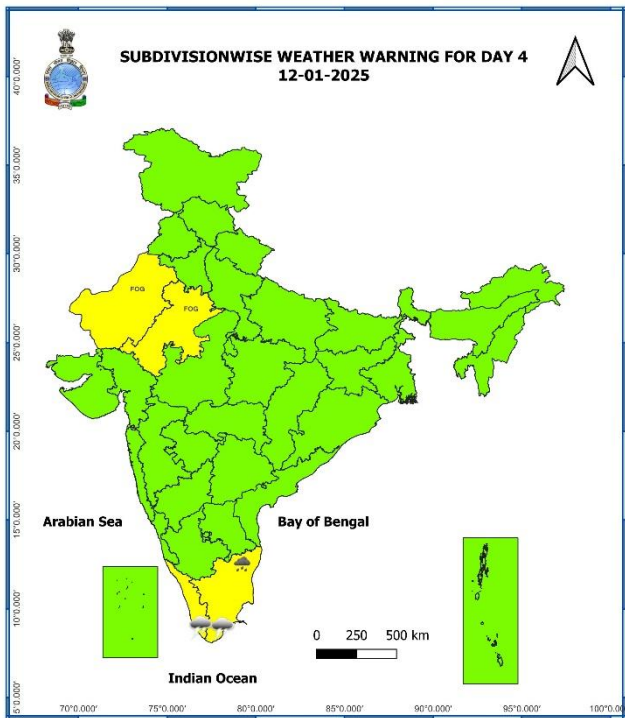 SUBDIVISIONWISE WEATHER WARNING FOR DAY 4
12-01-2025
40°0.000'
35°0.000'
30°0.000'
25°0.000'
20°0.000'
15°0.000'
10°0.000'
5°0.000'
FOG
FOG
Arabian Sea
Bay of Bengal
0 250 500 km
Indian Ocean
70°0.000' 75°0.000' 80°0.000' 85°0.000' 90°0.000' 95°0.000'